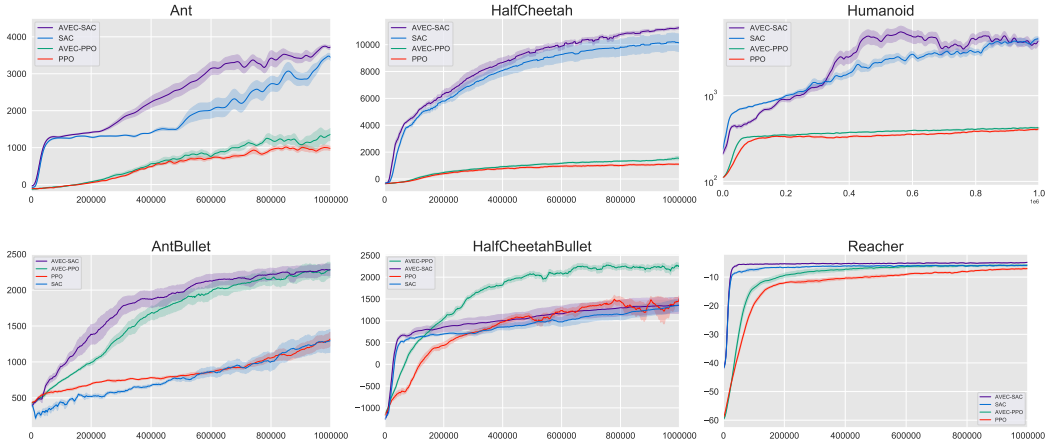 Ant
AVEC-SAC
SAC
AVEC-PPO
PPO
4000
3000
2000
1000
0
0 200000 400000 600000 800000 1000000
HalfCheetah
AVEC-SAC
SAC
AVEC-PPO
PPO
10000
8000
6000
4000
2000
0
0 200000 400000 600000 800000 1000000
Humanoid
AVEC-SAC
SAC
AVEC-PPO
PPO
10³
10²
0.0 0.2 0.4 0.6 0.8 1.0
1e6
AntBullet
AVEC-SAC
AVEC-PPO
PPO
SAC
2500
2000
1500
1000
500
0
0 200000 400000 600000 800000 1000000
HalfCheetahBullet
AVEC-PPO
AVEC-SAC
PPO
SAC
2500
2000
1500
1000
500
0
−500
−1000
0 200000 400000 600000 800000 1000000
Reacher
−10
−20
−30
−40
−50
−60
AVEC-SAC
SAC
AVEC-PPO
PPO
0 200000 400000 600000 800000 1000000